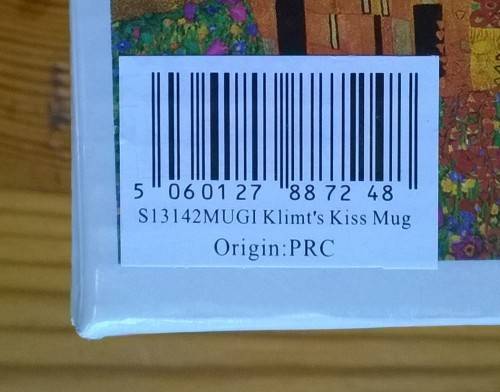 5 060127 887248
S13142MUGI Klimt's Kiss Mug
Origin:PRC